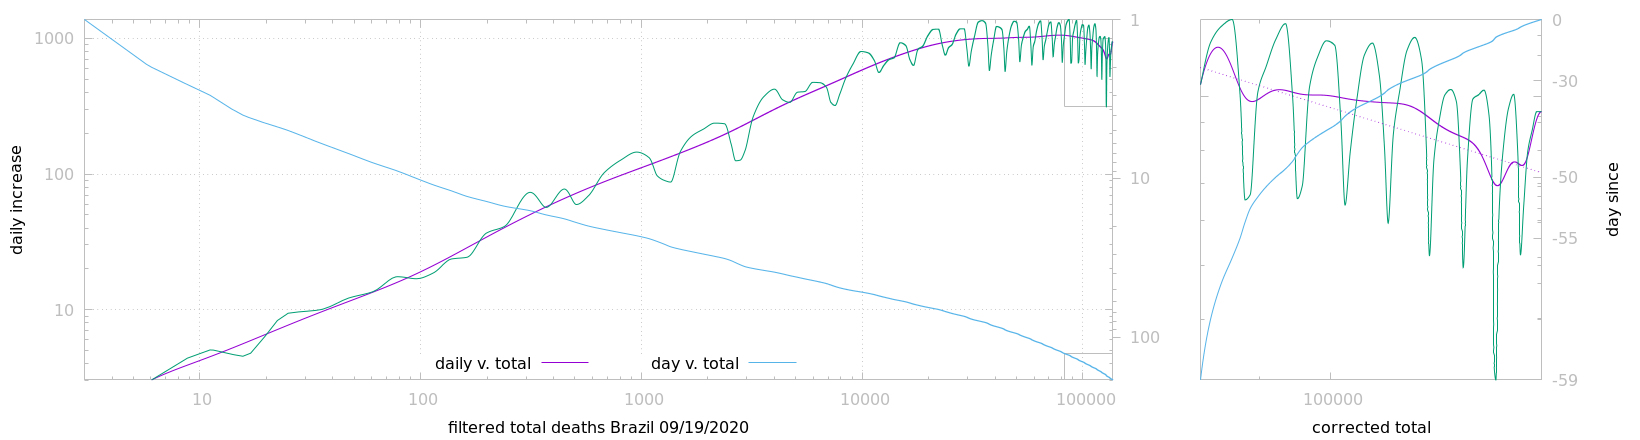 1000
100
10
daily increase
10
100
1000
10000
100000
filtered total deaths Brazil 09/19/2020
daily v. total
day v. total
1
10
100
0
-30
-50
-55
-59
day since
100000
corrected total